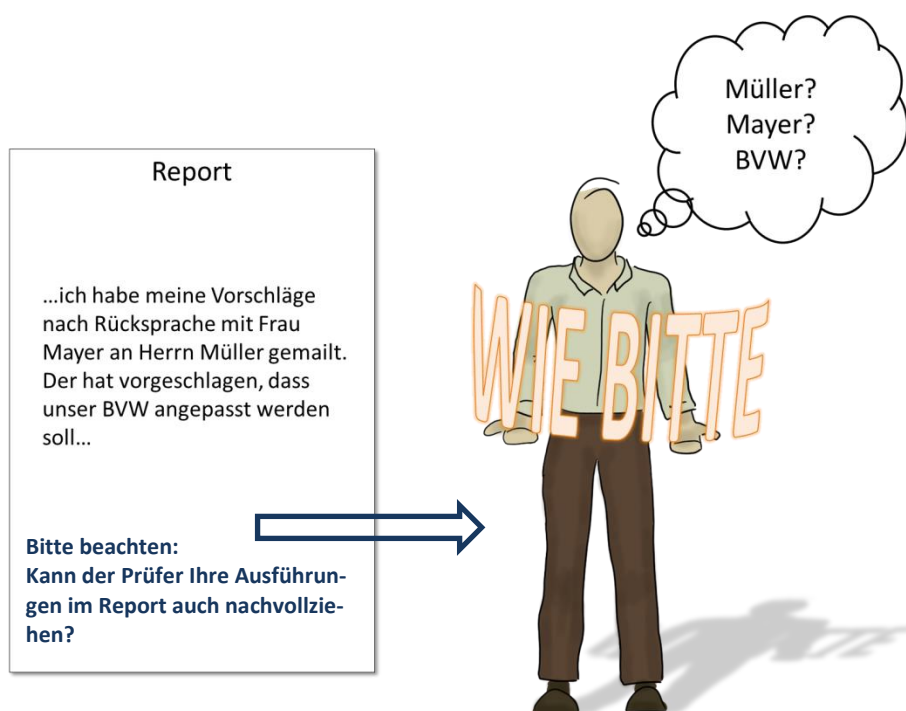 Report
...ich habe meine Vorschläge
nach Rücksprache mit Frau
Mayer an Herrn Müller gemailt.
Der hat vorgeschlagen, dass
unser BVW angepasst werden
soll...
Bitte beachten:
Kann der Prüfer Ihre Ausführun-
gen im Report auch nachvollzie-
hen?
Müller?
Mayer?
BVW?
WIE BITTE